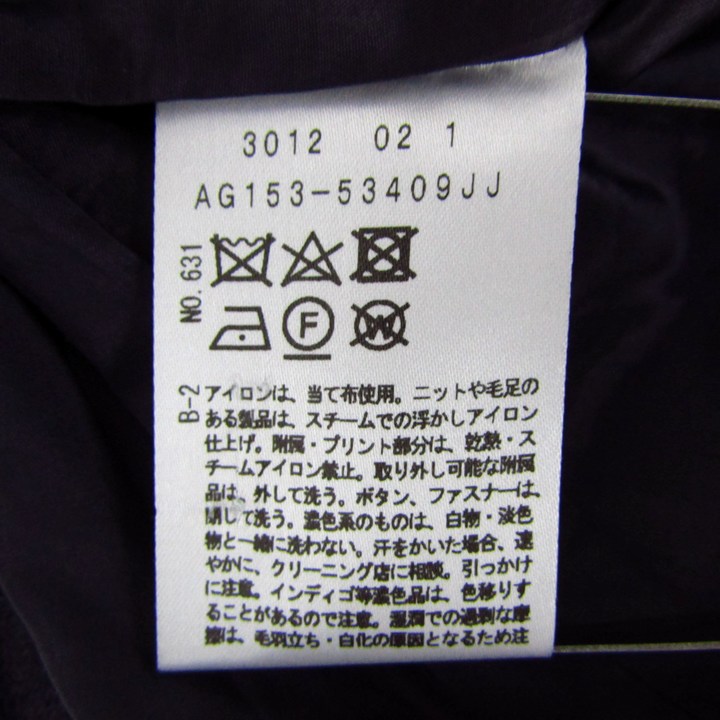 3012 02 1
AG153-53409JJ
NO. 631
F
W
B-2
アイロンは、当て布使用。ニットや毛足の
ある製品は、スチームでの浮かしアイロン
仕上げ。附属・プリント部分は、乾熱・ス
チームアイロン禁止。取り外し可能な附属
品は、外して洗う。ボタン、ファスナーは、
閉じて洗う。濃色系のものは、白物・淡色
物と一緒に洗わない。汗をかいた場合、速
やかに、クリーニング店に相談。引っかけ
に注意。インディゴ等濃色品は、色移りす
ることがあるので注意。湿潤での過剰な摩
擦は、毛羽立ち・白化の原因となるため注